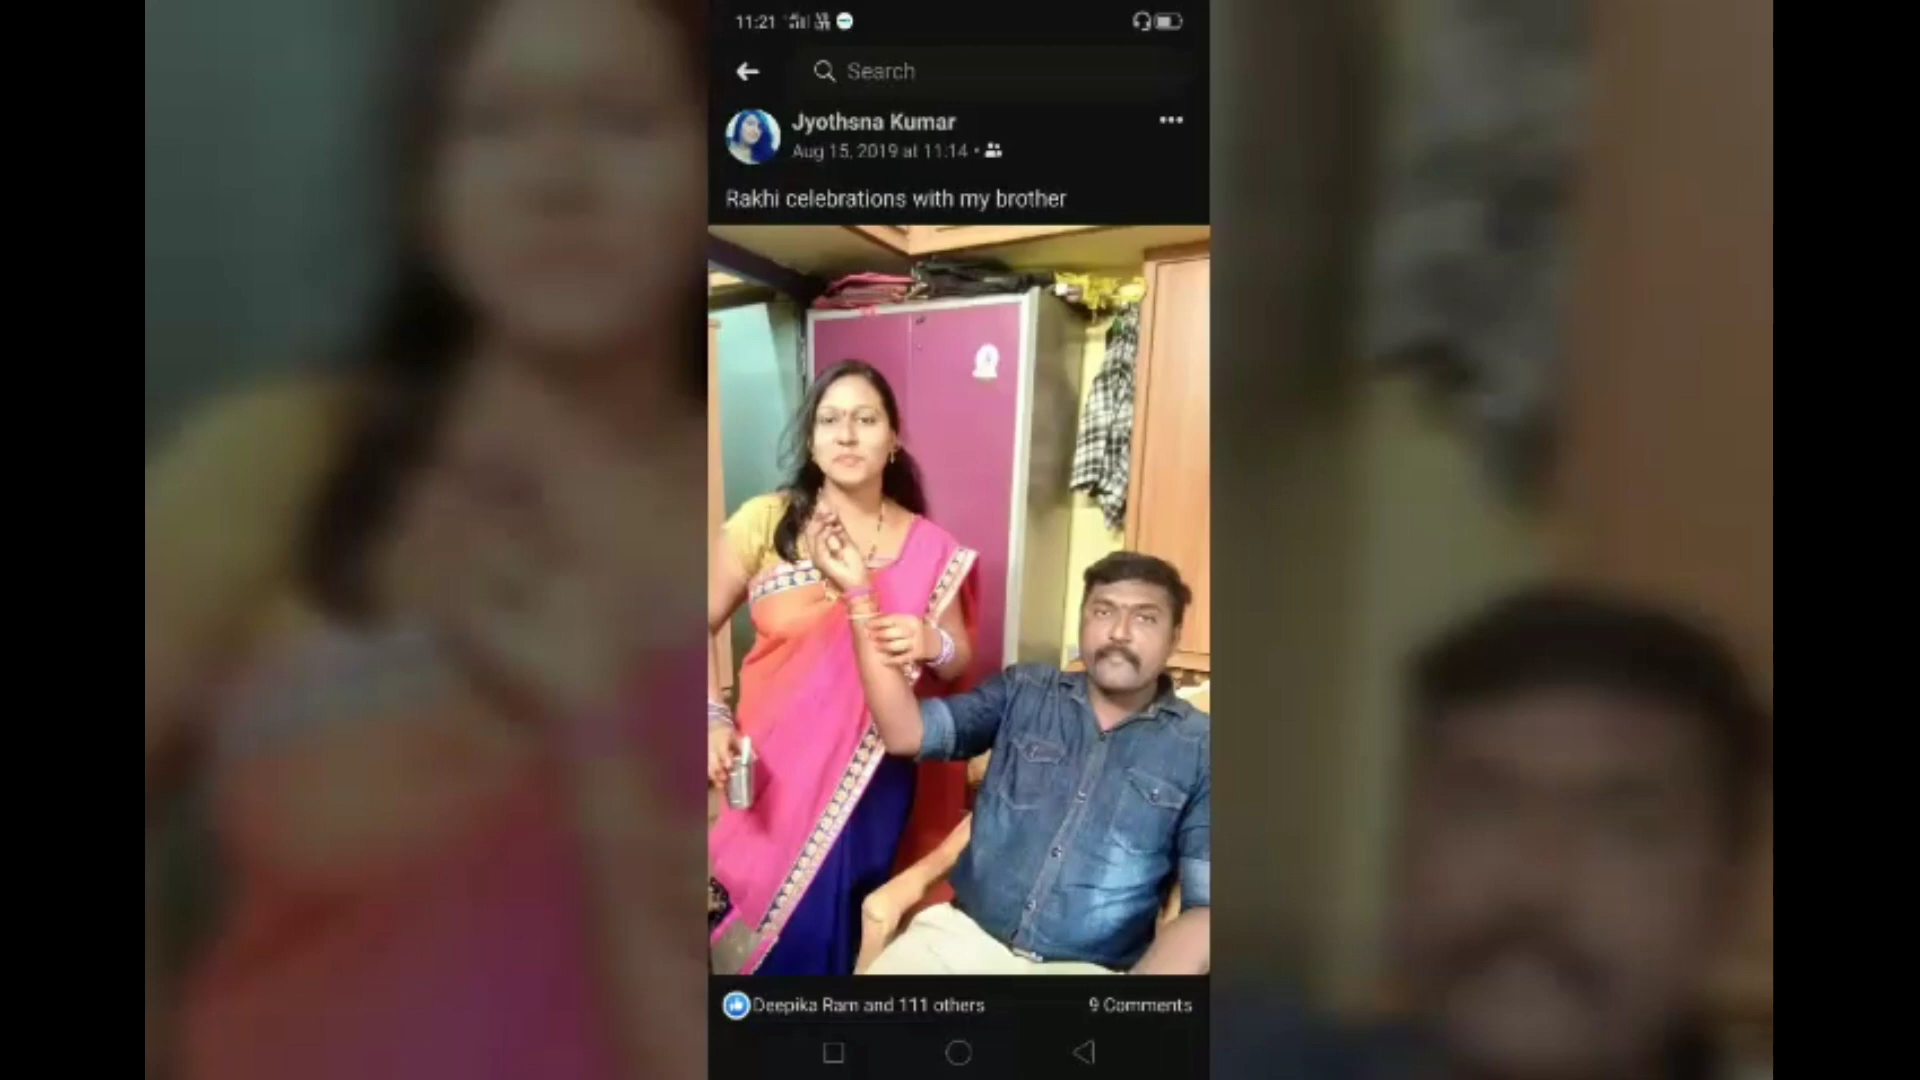 11:21
Search
Jyothsna Kumar
Aug 15, 2019 at 11:14
Rakhi celebrations with my brother
Deepika Ram and 111 others
9 Comments